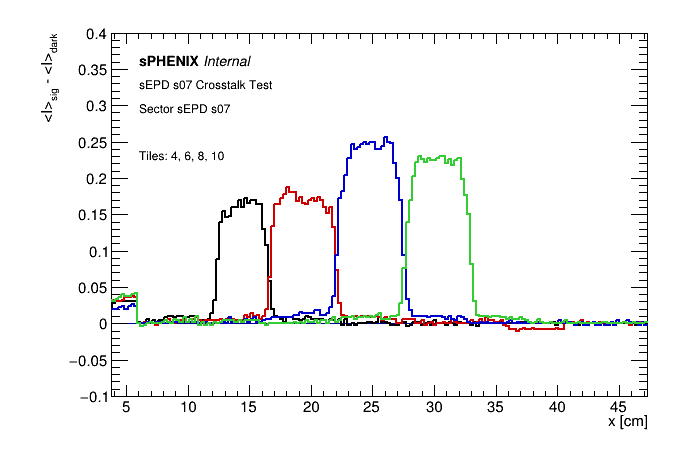 <I>sig - <I>dark
0.4
0.35
0.3
0.25
0.2
0.15
0.1
0.05
0
−0.05
−0.1
sPHENIX Internal
sEPD s07 Crosstalk Test
Sector sEPD s07
Tiles: 4, 6, 8, 10
5 10 15 20 25 30 35 40 45
x [cm]